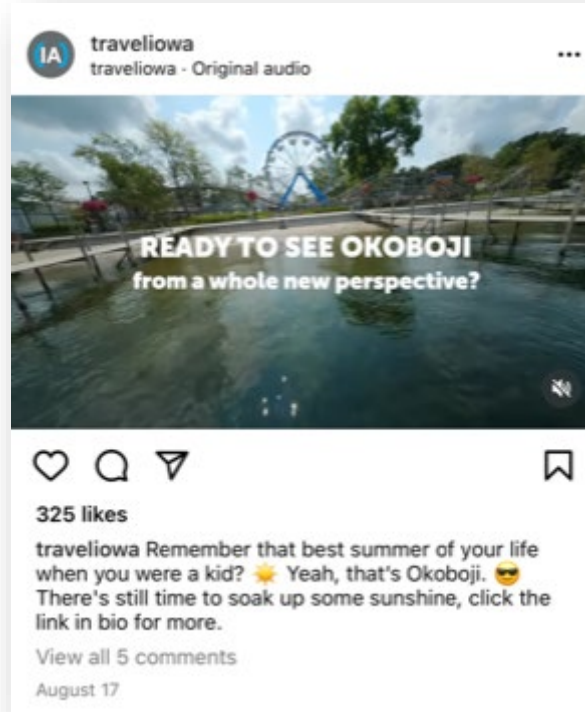 IA
traveliowa
traveliowa · Original audio
READY TO SEE OKOBOJI
from a whole new perspective?
325 likes
traveliowa Remember that best summer of your life
when you were a kid? ☀️ Yeah, that's Okoboji. 😎
There's still time to soak up some sunshine, click the
link in bio for more.
View all 5 comments
August 17